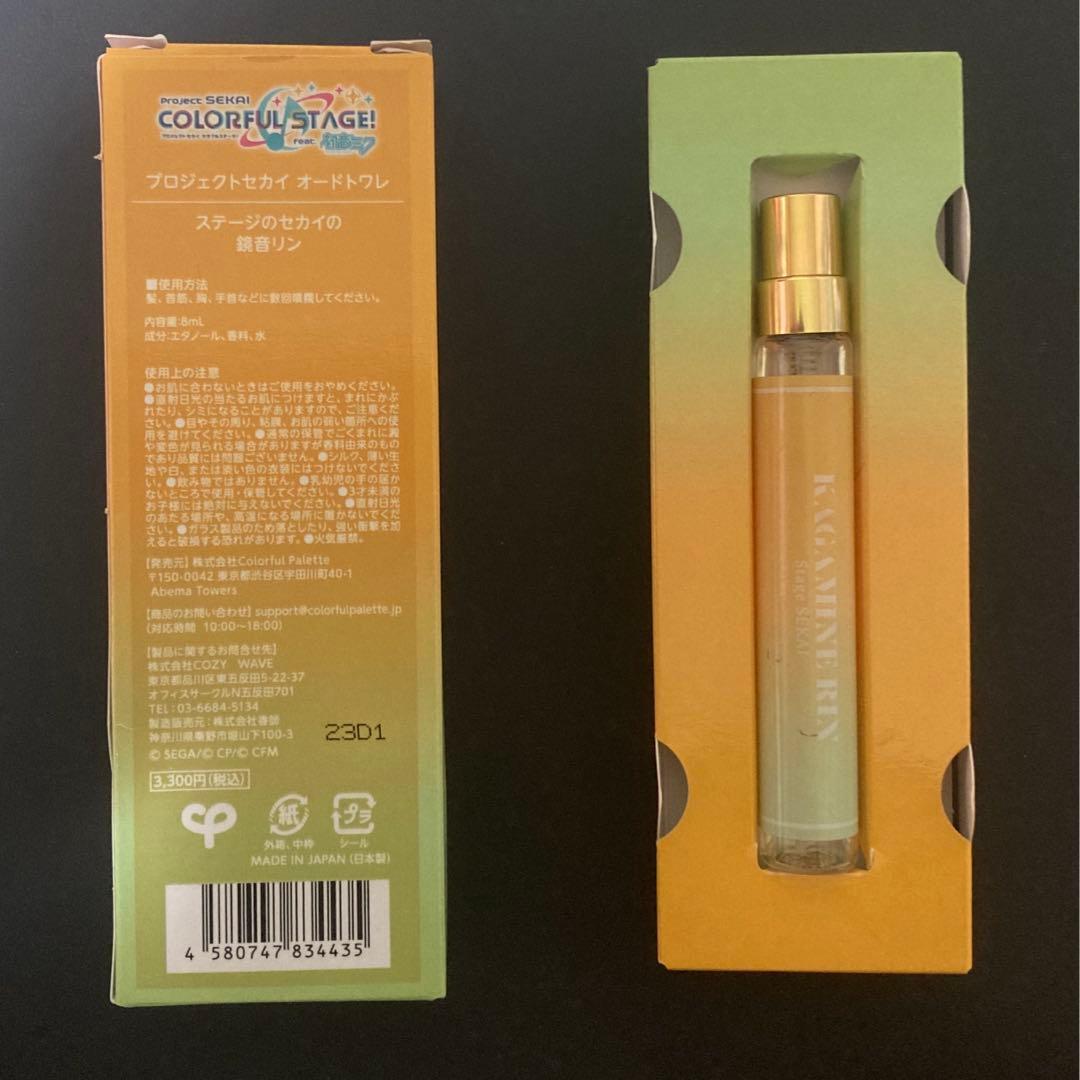 Project SEKAI
COLORFUL STAGE!
プロジェクトセカイ カラフルステージ!
feat. 初音ミク
プロジェクトセカイ オードトワレ
ステージのセカイの
鏡音リン
■使用方法
髪、首筋、胸、手首などに数回噴霧してください。
内容量:8mL
成分:エタノール、香料、水
使用上の注意
●お肌に合わないときはご使用をおやめください。
●直射日光の当たるお肌につけますと、まれにかぶ
れたり、シミになることがありますので、ご注意くだ
さい。●目やその周り、粘膜、お肌の弱い箇所への使
用を避けてください。●通常の保管でごくまれに濁
や変色が見られる場合がありますが香料由来のもの
であり品質には問題ございません。●シルク、薄い生
地や白、または淡い色の衣装にはつけないでくださ
い。●飲み物ではありません。●乳幼児の手の届か
ないところで使用・保管してください。●3才未満の
お子様には絶対に与えないでください。●直射日光
のあたる場所や、高温になる場所に置かないでくだ
さい。●ガラス製品のため落としたり、強い衝撃を加
えると破損する恐れがあります。●火気厳禁。
【発売元】株式会社Colorful Palette
〒150-0042 東京都渋谷区宇田川町40-1
Abema Towers
【商品のお問い合わせ】support@colorfulpalette.jp
(対応時間 10:00～18:00)
【製品に関するお問合せ先】
株式会社COZY WAVE
東京都品川区東五反田5-22-37
オフィスサークルN五反田701
TEL:03-6684-5134
製造販売元:株式会社香師
神奈川県秦野市堀山下100-3
23D1
© SEGA/© CP/© CFM
3,300円(税込)
紙
外箱、中枠
プラ
シール
MADE IN JAPAN (日本製)
4 580747 834435
KAGAMINE RIN
Stage SEKAI